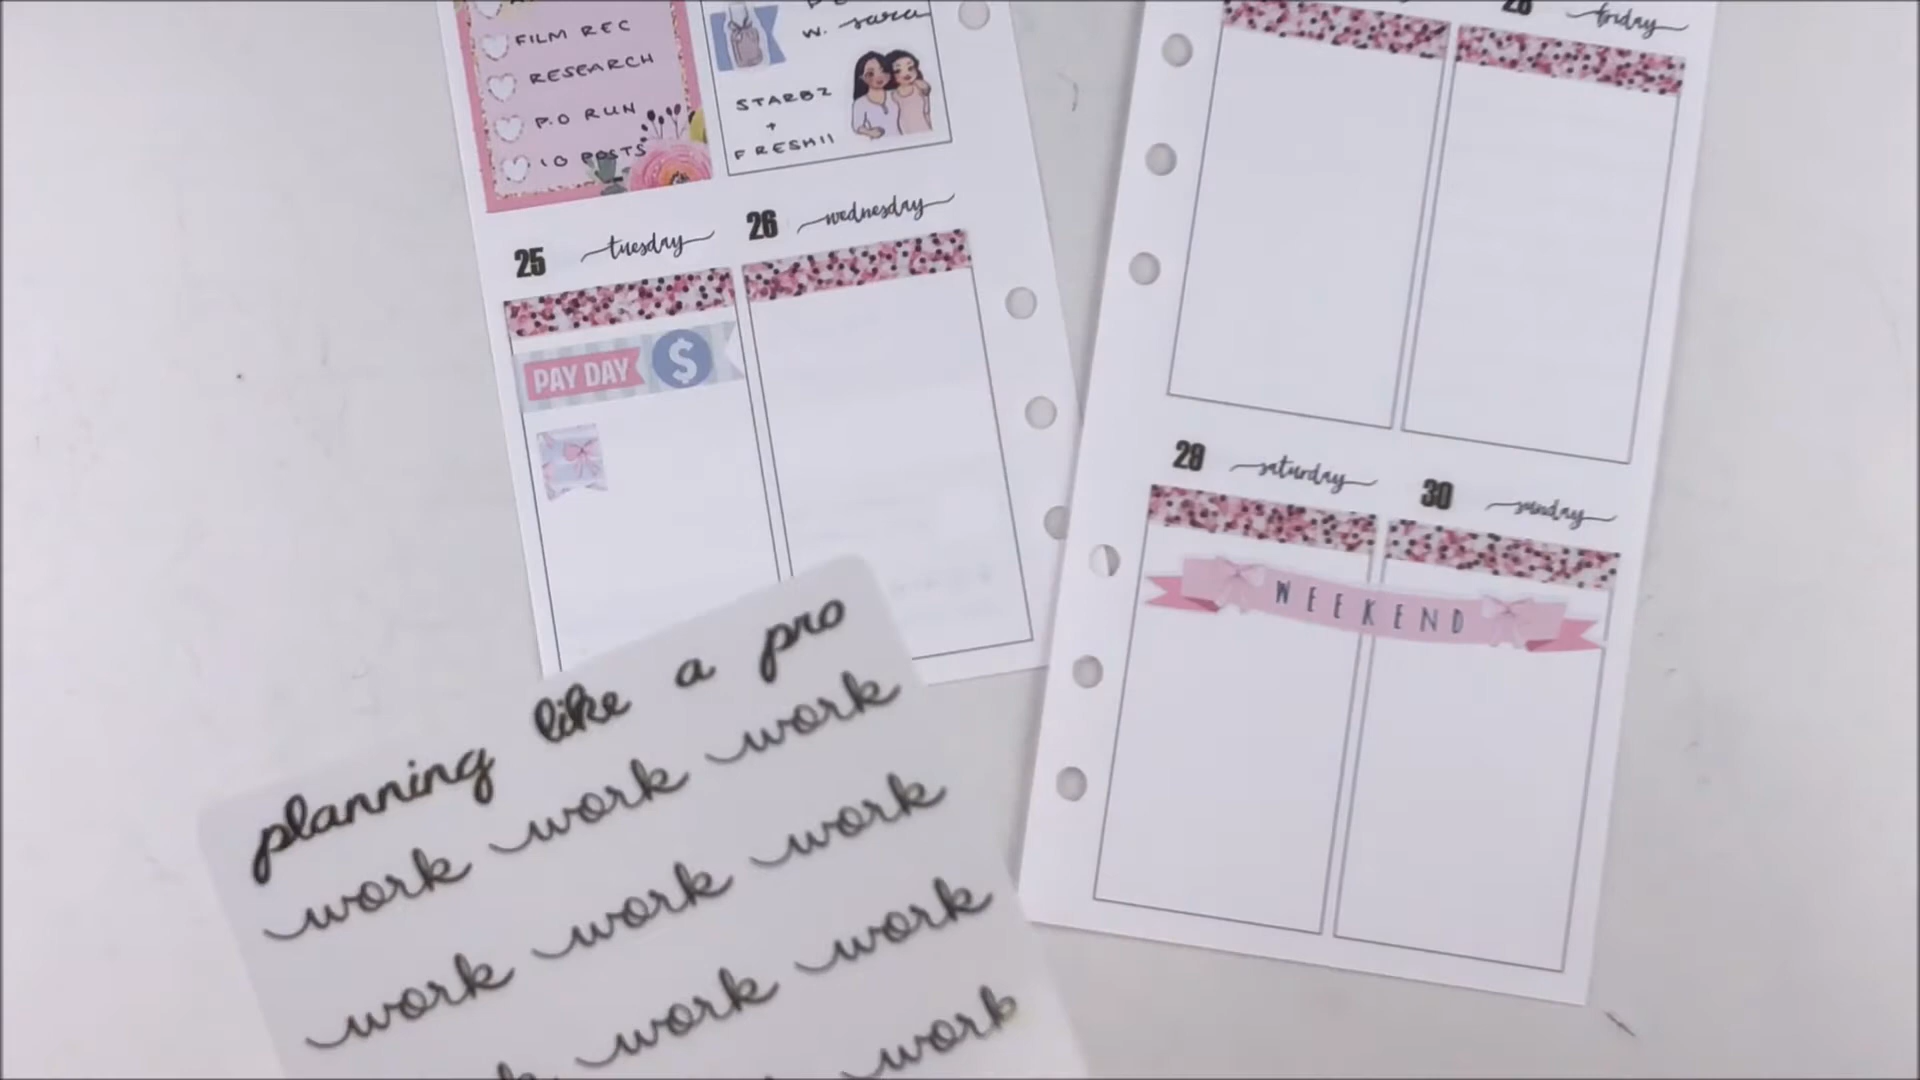 FILM REC
RESEARCH
P.O RUN
10 POSTS
W. sara
STARBZ
+
FRESHII
25 tuesday
26 wednesday
PAY DAY $
28 friday
29 saturday
30 sunday
WEEKEND
planning like a pro
work work work
work work work
work work work
work